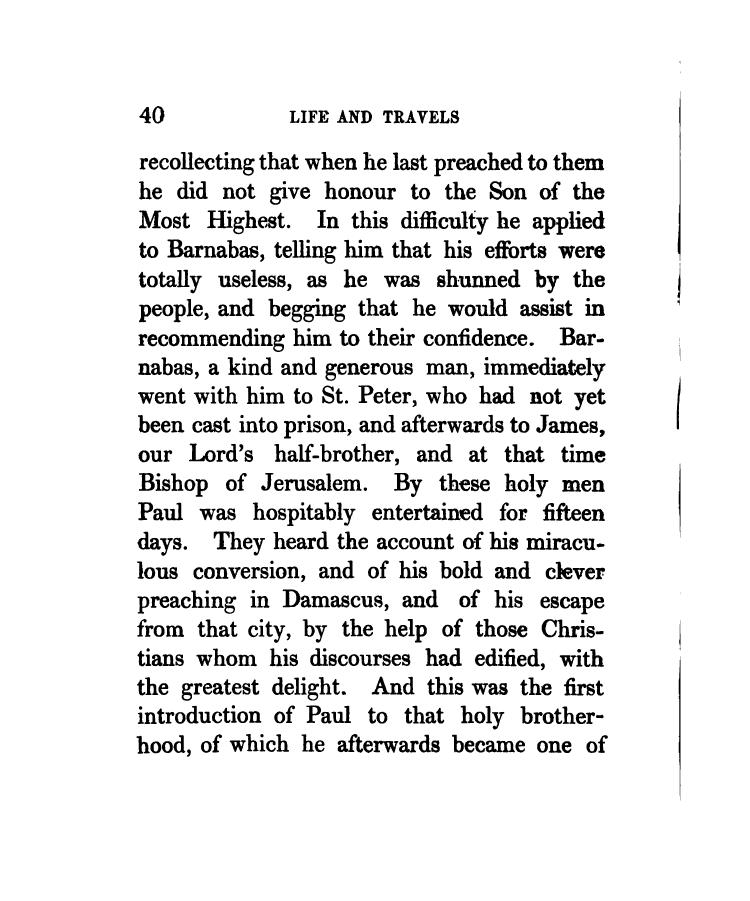 40 LIFE AND TRAVELS
recollecting that when he last preached to them
he did not give honour to the Son of the
Most Highest. In this difficulty he applied
to Barnabas, telling him that his efforts were
totally useless, as he was shunned by the
people, and begging that he would assist in
recommending him to their confidence. Bar-
nabas, a kind and generous man, immediately
went with him to St. Peter, who had not yet
been cast into prison, and afterwards to James,
our Lord's half-brother, and at that time
Bishop of Jerusalem. By these holy men
Paul was hospitably entertained for fifteen
days. They heard the account of his miracu-
lous conversion, and of his bold and clever
preaching in Damascus, and of his escape
from that city, by the help of those Chris-
tians whom his discourses had edified, with
the greatest delight. And this was the first
introduction of Paul to that holy brother-
hood, of which he afterwards became one of